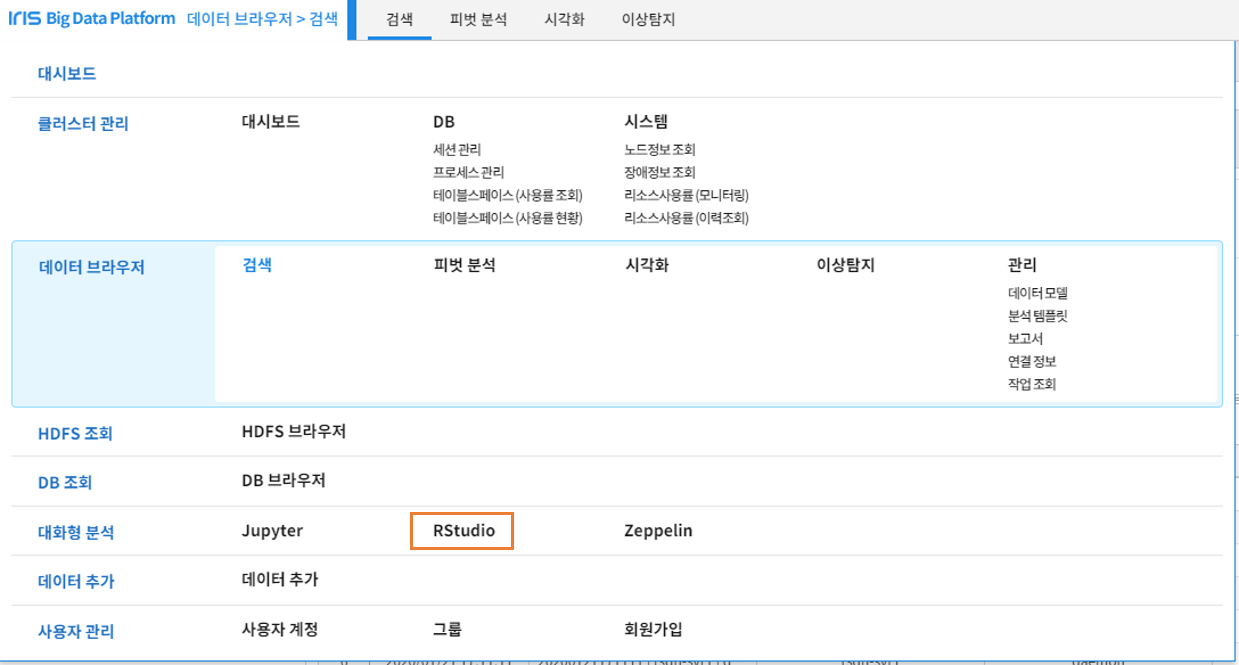 IRIS Big Data Platform 데이터 브라우저 > 검색 검색 피벗 분석 시각화 이상탐지
대시보드
클러스터 관리 대시보드 DB 시스템
세션 관리 노드정보 조회
프로세스 관리 장애정보 조회
테이블스페이스 (사용률 조회) 리소스사용률 (모니터링)
테이블스페이스 (사용률 현황) 리소스사용률 (이력조회)
데이터 브라우저 검색 피벗 분석 시각화 이상탐지 관리
데이터 모델
분석 템플릿
보고서
연결 정보
작업 조회
HDFS 조회 HDFS 브라우저
DB 조회 DB 브라우저
대화형 분석 Jupyter RStudio Zeppelin
데이터 추가 데이터 추가
사용자 관리 사용자 계정 그룹 회원가입